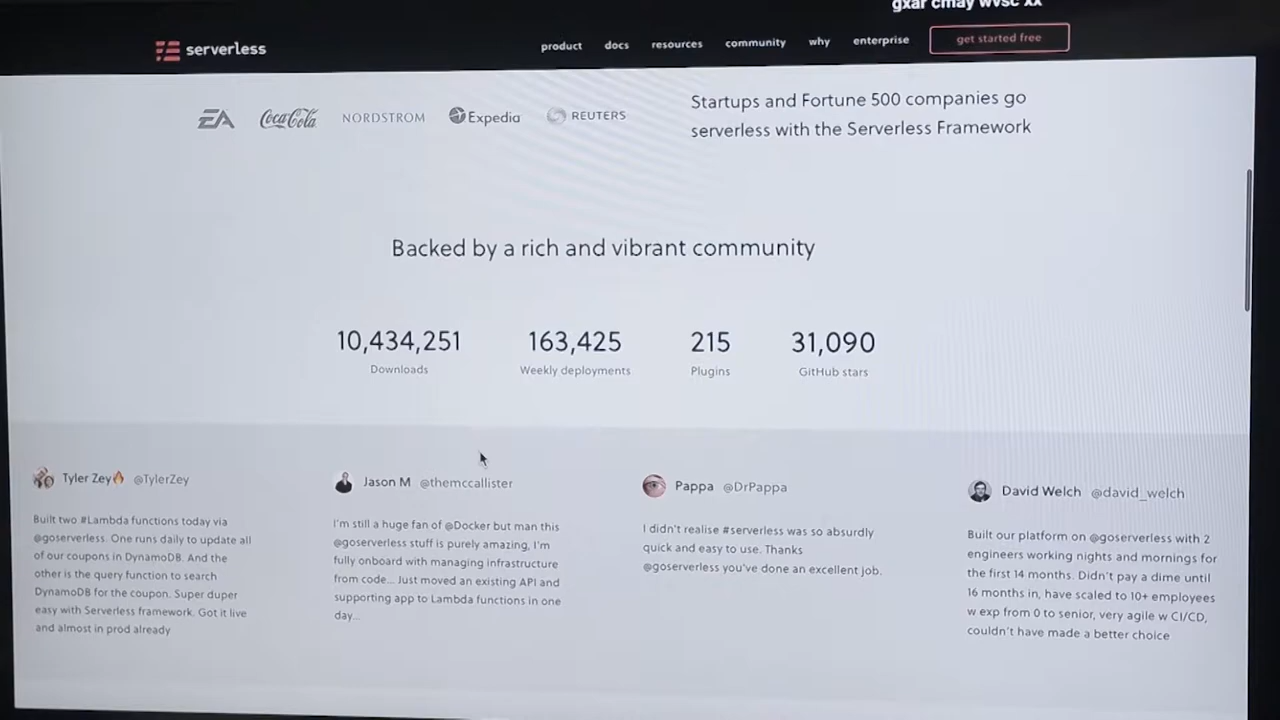 gxar cmay wvsc xx
serverless
product docs resources community why enterprise get started free
EA Coca-Cola NORDSTROM Expedia REUTERS
Startups and Fortune 500 companies go
serverless with the Serverless Framework
Backed by a rich and vibrant community
10,434,251 163,425 215 31,090
Downloads Weekly deployments Plugins GitHub stars
Tyler Zey🔥 @TylerZey
Built two #Lambda functions today via
@goserverless. One runs daily to update all
of our coupons in DynamoDB. And the
other is the query function to search
DynamoDB for the coupon. Super duper
easy with Serverless framework. Got it live
and almost in prod already
Jason M @themccallister
I'm still a huge fan of @Docker but man this
@goserverless stuff is purely amazing, I'm
fully onboard with managing infrastructure
from code... Just moved an existing API and
supporting app to Lambda functions in one
day...
Pappa @DrPappa
I didn't realise #serverless was so absurdly
quick and easy to use. Thanks
@goserverless you've done an excellent job.
David Welch @david_welch
Built our platform on @goserverless with 2
engineers working nights and mornings for
the first 14 months. Didn't pay a dime until
16 months in, have scaled to 10+ employees
w exp from 0 to senior, very agile w CI/CD,
couldn't have made a better choice